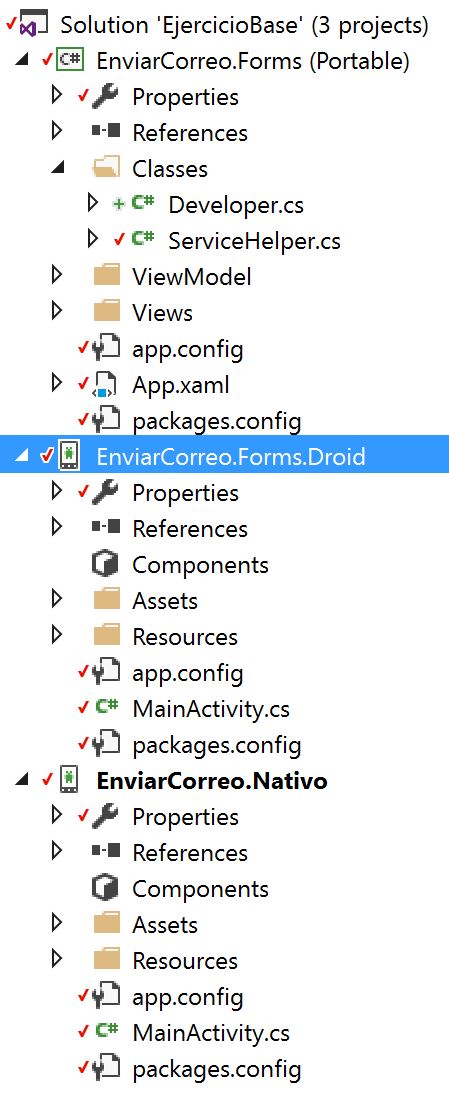 Solution 'EjercicioBase' (3 projects)
C# EnviarCorreo.Forms (Portable)
Properties
References
Classes
C# Developer.cs
C# ServiceHelper.cs
ViewModel
Views
app.config
App.xaml
packages.config
EnviarCorreo.Forms.Droid
Properties
References
Components
Assets
Resources
app.config
C# MainActivity.cs
packages.config
EnviarCorreo.Nativo
Properties
References
Components
Assets
Resources
app.config
C# MainActivity.cs
packages.config